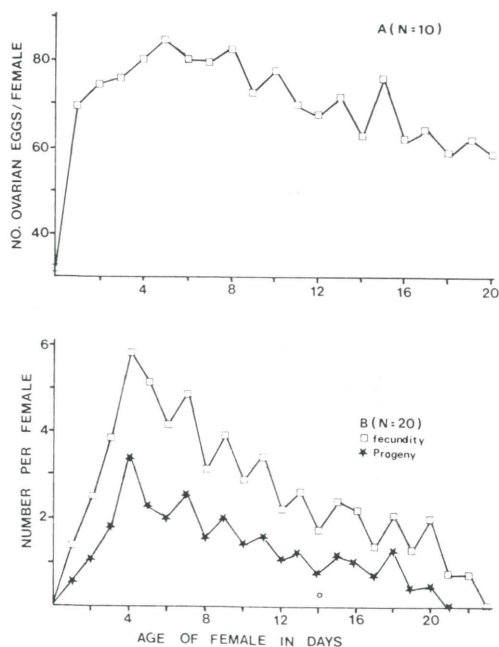 A(N=10)
NO. OVARIAN EGGS/ FEMALE
80
60
40
4 8 12 16 20
B(N=20)
fecundity
Progeny
NUMBER PER FEMALE
6
4
2
4 8 12 16 20
AGE OF FEMALE IN DAYS